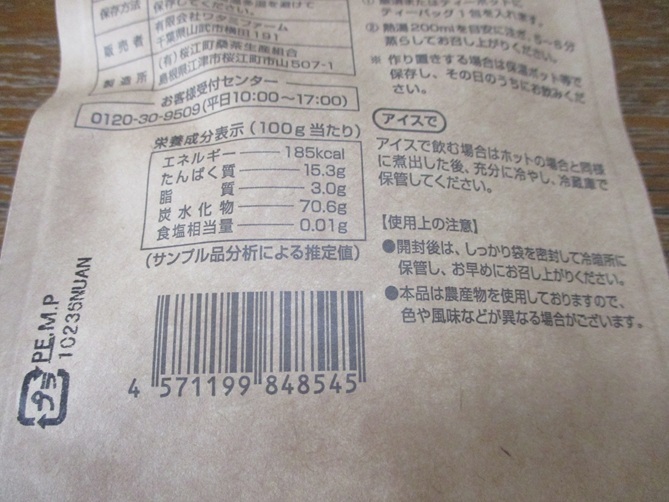 保存方法
保存してください。
販売者
有限会社ワタミファーム
千葉県山武市横田191
製造所
(有)桜江町桑茶生産組合
島根県江津市桜江町市山507-1
お客様受付センター
0120-30-9509(平日10:00〜17:00)
栄養成分表示(100g当たり)
エネルギー 185kcal
たんぱく質 15.3g
脂質 3.0g
炭水化物 70.6g
食塩相当量 0.01g
(サンプル品分析による推定値)
PE.M.P
10235NUAN
プラ
4 571199 848545
ティーバッグ1包を入れます。
② 熱湯200mlを目安に注ぎ、5〜6分
蒸らしてお召し上がりください。
※ 作り置きする場合は保温ポット等で
保存し、その日のうちにお飲みくだ
さい。
アイスで
アイスで飲む場合はホットの場合と同様
に煮出した後、充分に冷やし、冷蔵庫で
保管してください。
【使用上の注意】
●開封後は、しっかり袋を密封して冷暗所に
保管し、お早めにお召し上がりください。
●本品は農産物を使用しておりますので、
色や風味などが異なる場合がございます。